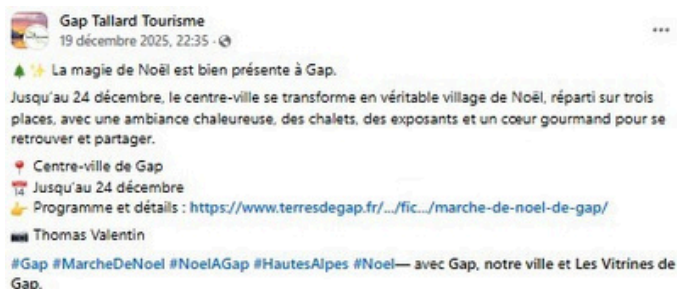 Gap Tallard Tourisme
19 décembre 2025, 22:35 ·
🌲✨ La magie de Noël est bien présente à Gap.
Jusqu'au 24 décembre, le centre-ville se transforme en véritable village de Noël, réparti sur trois
places, avec une ambiance chaleureuse, des chalets, des exposants et un cœur gourmand pour se
retrouver et partager.
📍 Centre-ville de Gap
📅 Jusqu'au 24 décembre
👉 Programme et détails : https://www.terresdegap.fr/.../fic.../marche-de-noel-de-gap/
📷 Thomas Valentin
#Gap #MarcheDeNoel #NoelAGap #HautesAlpes #Noel— avec Gap, notre ville et Les Vitrines de
Gap.